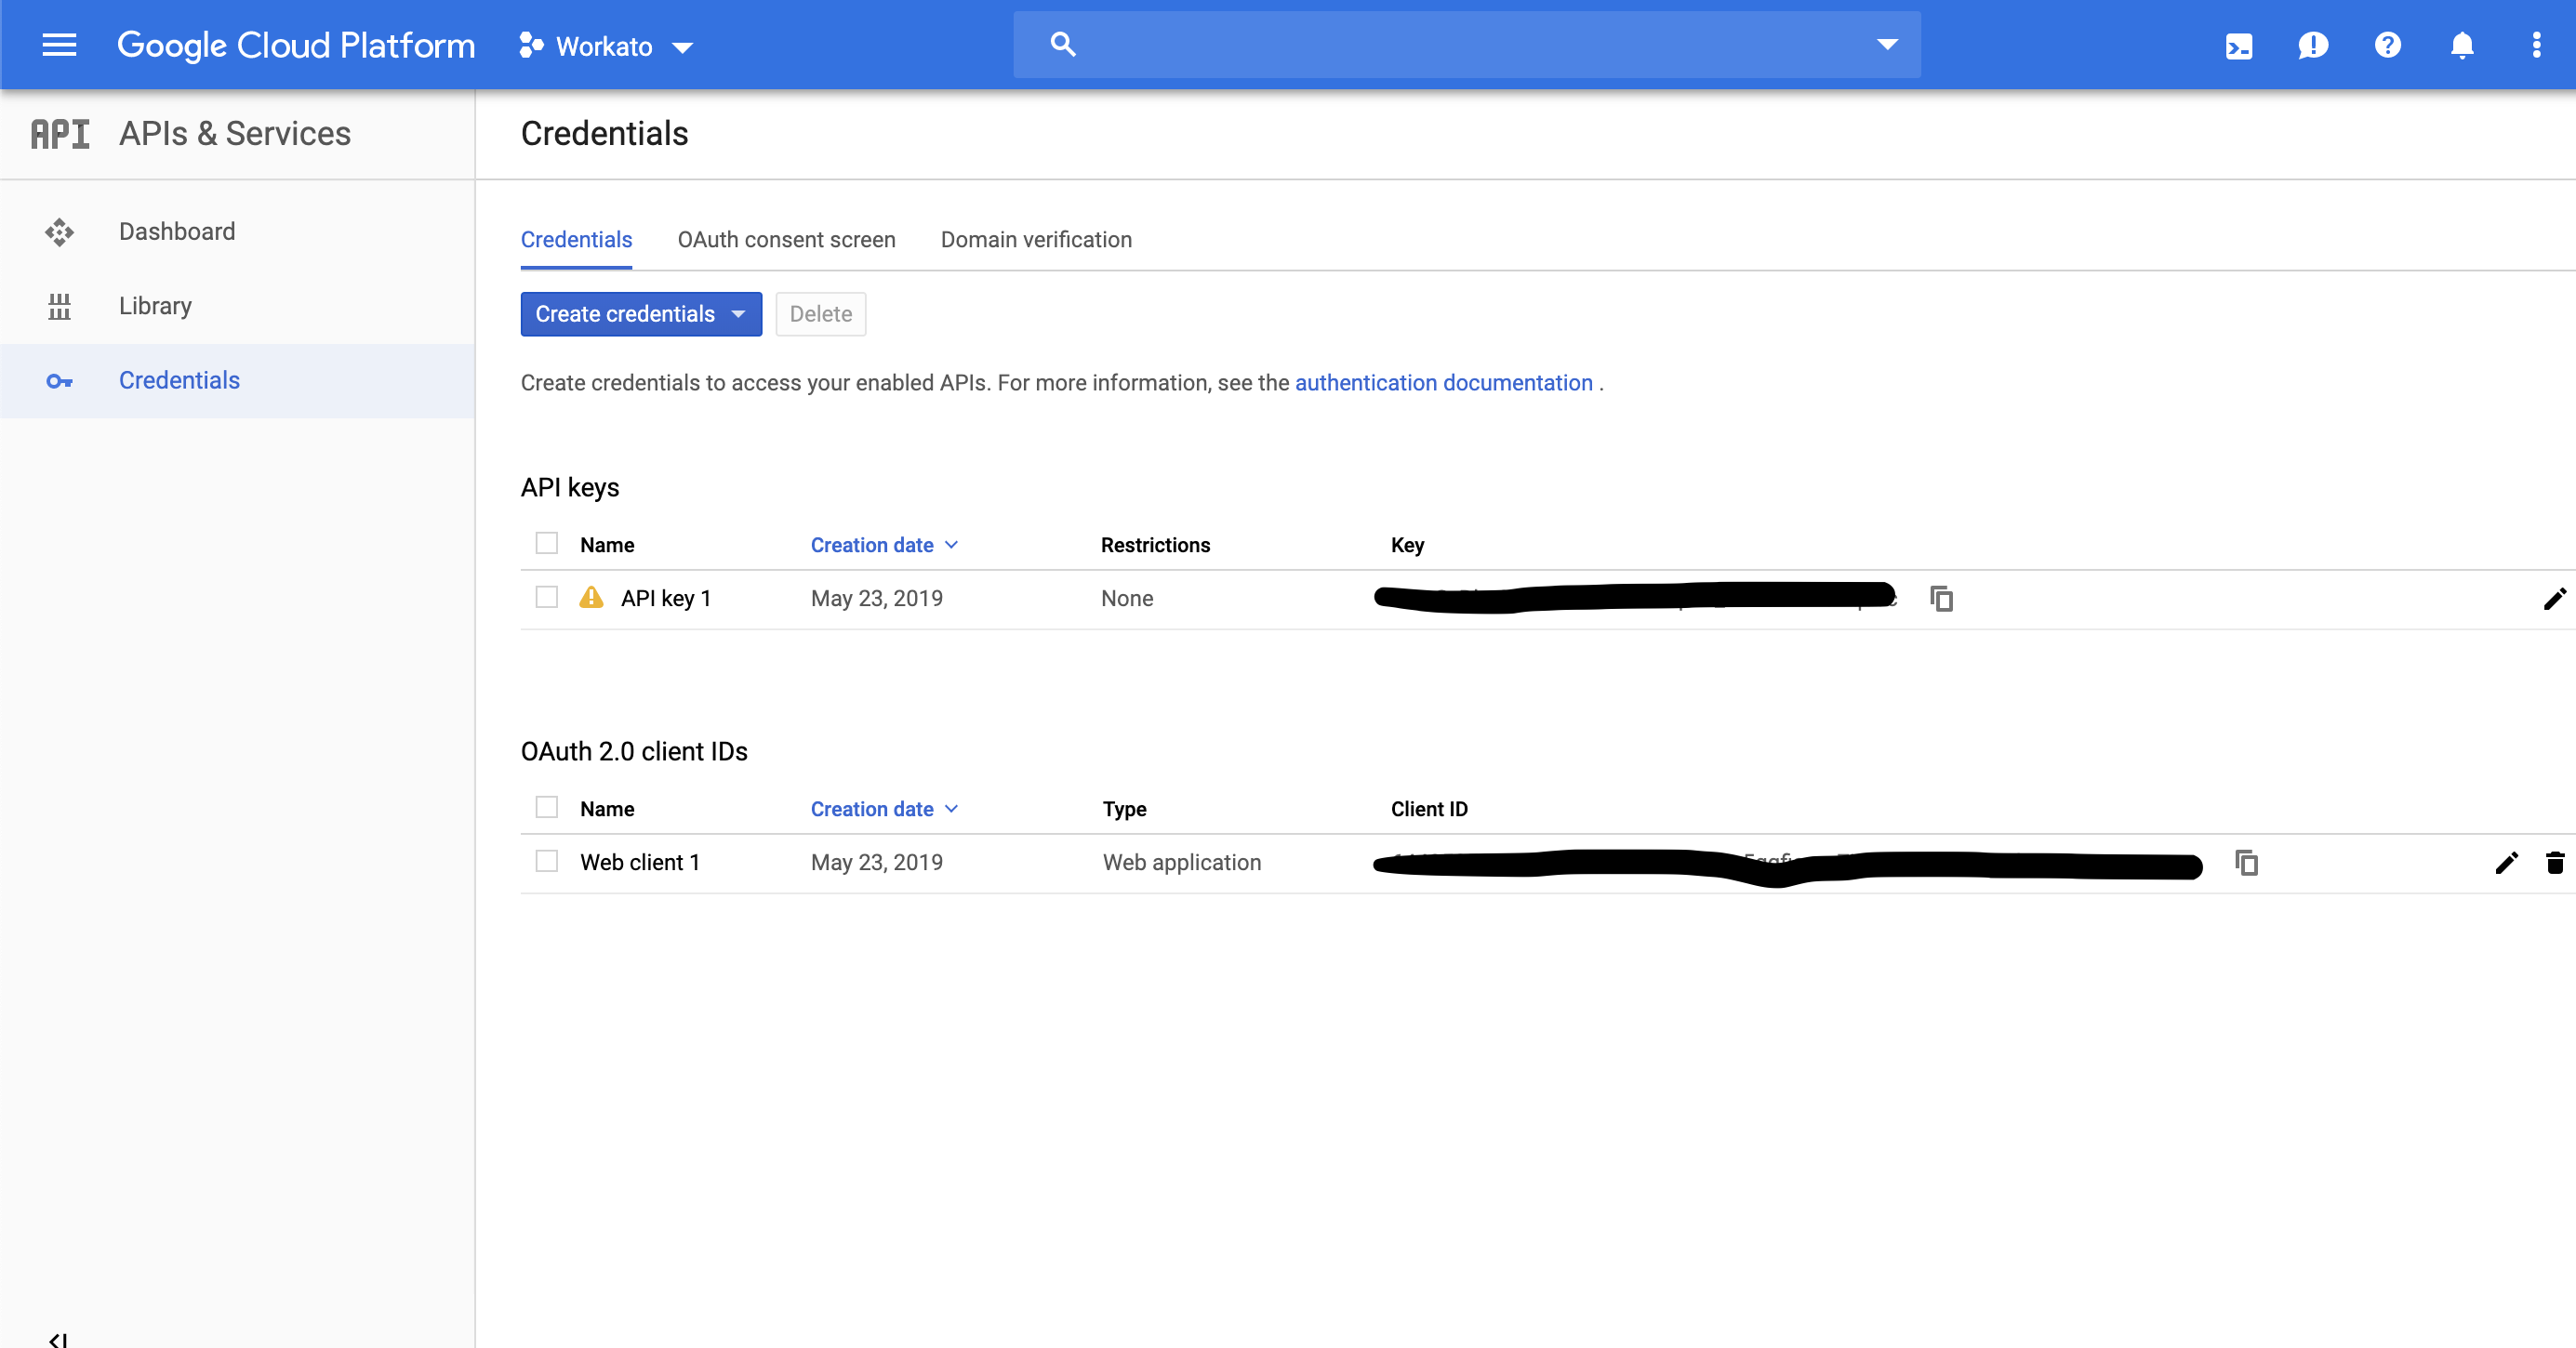 Google Cloud Platform Workato
API APIs & Services
Credentials
Dashboard
Library
Credentials
Credentials OAuth consent screen Domain verification
Create credentials Delete
Create credentials to access your enabled APIs. For more information, see the authentication documentation .
API keys
Name Creation date Restrictions Key
API key 1 May 23, 2019 None
OAuth 2.0 client IDs
Name Creation date Type Client ID
Web client 1 May 23, 2019 Web application